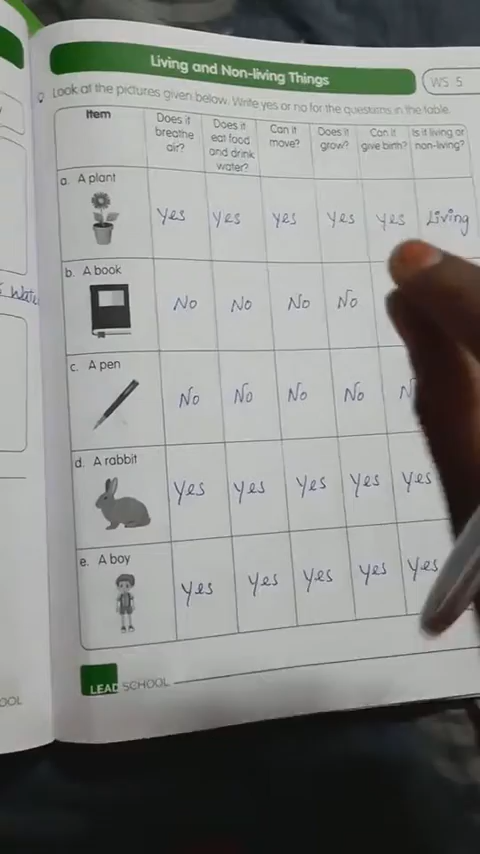 Living and Non-living Things
WS 5
Look at the pictures given below. Write yes or no for the questions in the table.
Item
Does it breathe air?
Does it eat food and drink water?
Can it move?
Does it grow?
Can it give birth?
Is it living or non-living?
a. A plant
Yes Yes Yes Yes Yes Living
b. A book
No No No No
c. A pen
No No No No
d. A rabbit
Yes Yes Yes Yes Yes
e. A boy
Yes Yes Yes Yes Yes
LEAD SCHOOL